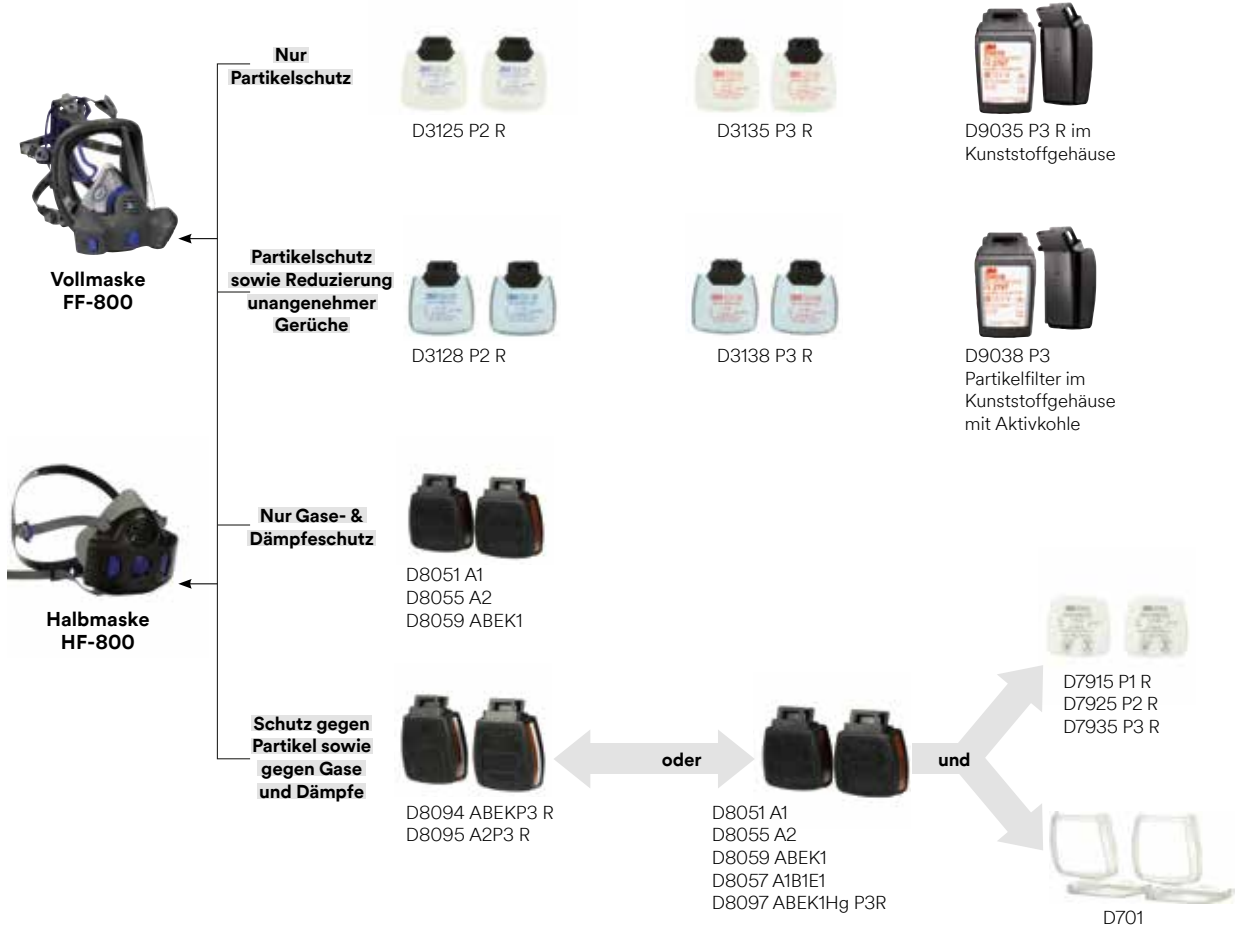 Nur
Partikelschutz
D3125 P2 R
D3135 P3 R
D9035 P3 R im
Kunststoffgehäuse
Vollmaske
FF-800
Partikelschutz
sowie Reduzierung
unangenehmer
Gerüche
D3128 P2 R
D3138 P3 R
D9038 P3
Partikelfilter im
Kunststoffgehäuse
mit Aktivkohle
Halbmaske
HF-800
Nur Gase- &
Dämpfeschutz
D8051 A1
D8055 A2
D8059 ABEK1
Schutz gegen
Partikel sowie
gegen Gase
und Dämpfe
D8094 ABEKP3 R
D8095 A2P3 R
oder
D8051 A1
D8055 A2
D8059 ABEK1
D8057 A1B1E1
D8097 ABEK1Hg P3R
und
D7915 P1 R
D7925 P2 R
D7935 P3 R
D701